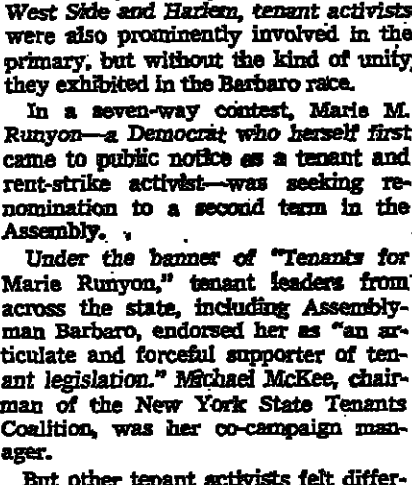 West Side and Harlem, tenant activists
were also prominently involved in the
primary, but without the kind of unity
they exhibited in the Barbaro race.
In a seven-way contest, Marie M.
Runyon—a Democrat who herself first
came to public notice as a tenant and
rent-strike activist—was seeking re-
nomination to a second term in the
Assembly.
Under the banner of "Tenants for
Marie Runyon," tenant leaders from
across the state, including Assembly-
man Barbaro, endorsed her as "an ar-
ticulate and forceful supporter of ten-
ant legislation." Michael McKee, chair-
man of the New York State Tenants
Coalition, was her co-campaign man-
ager.
But other tenant activists felt differ-